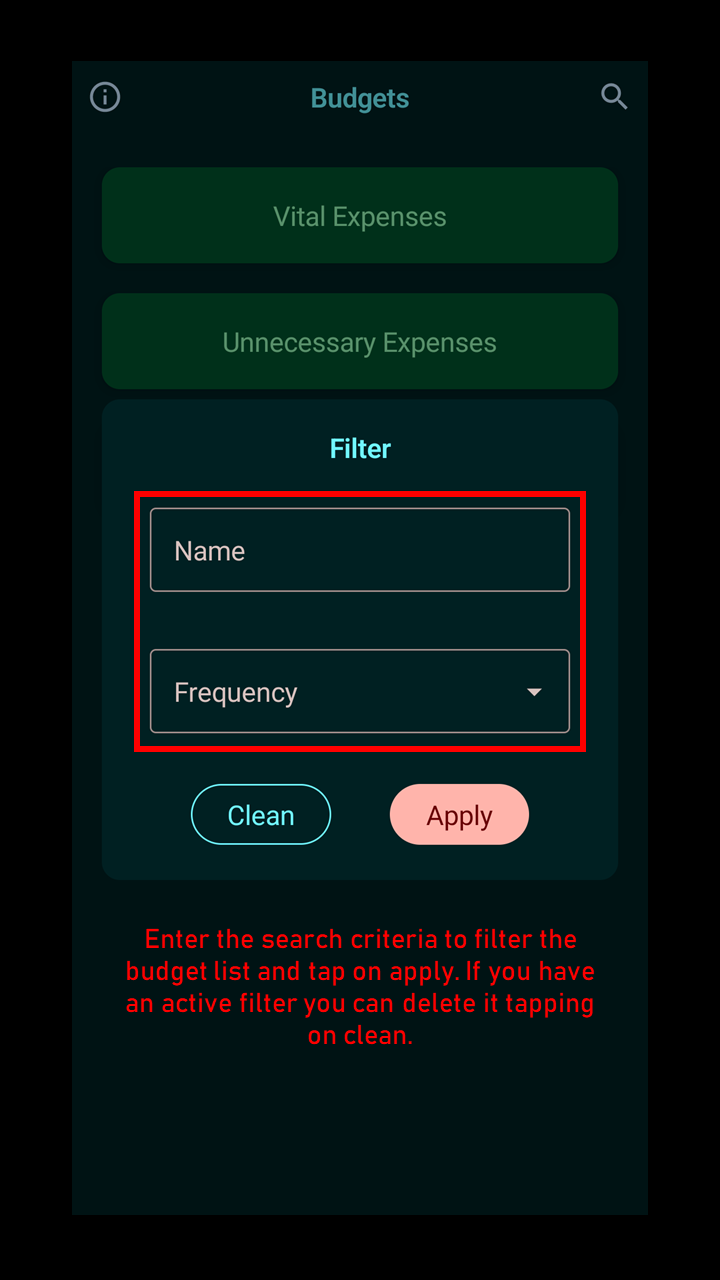 Budgets
Vital Expenses
Unnecessary Expenses
Filter
Name
Frequency
Clean
Apply
Enter the search criteria to filter the
budget list and tap on apply. If you have
an active filter you can delete it tapping
on clean.